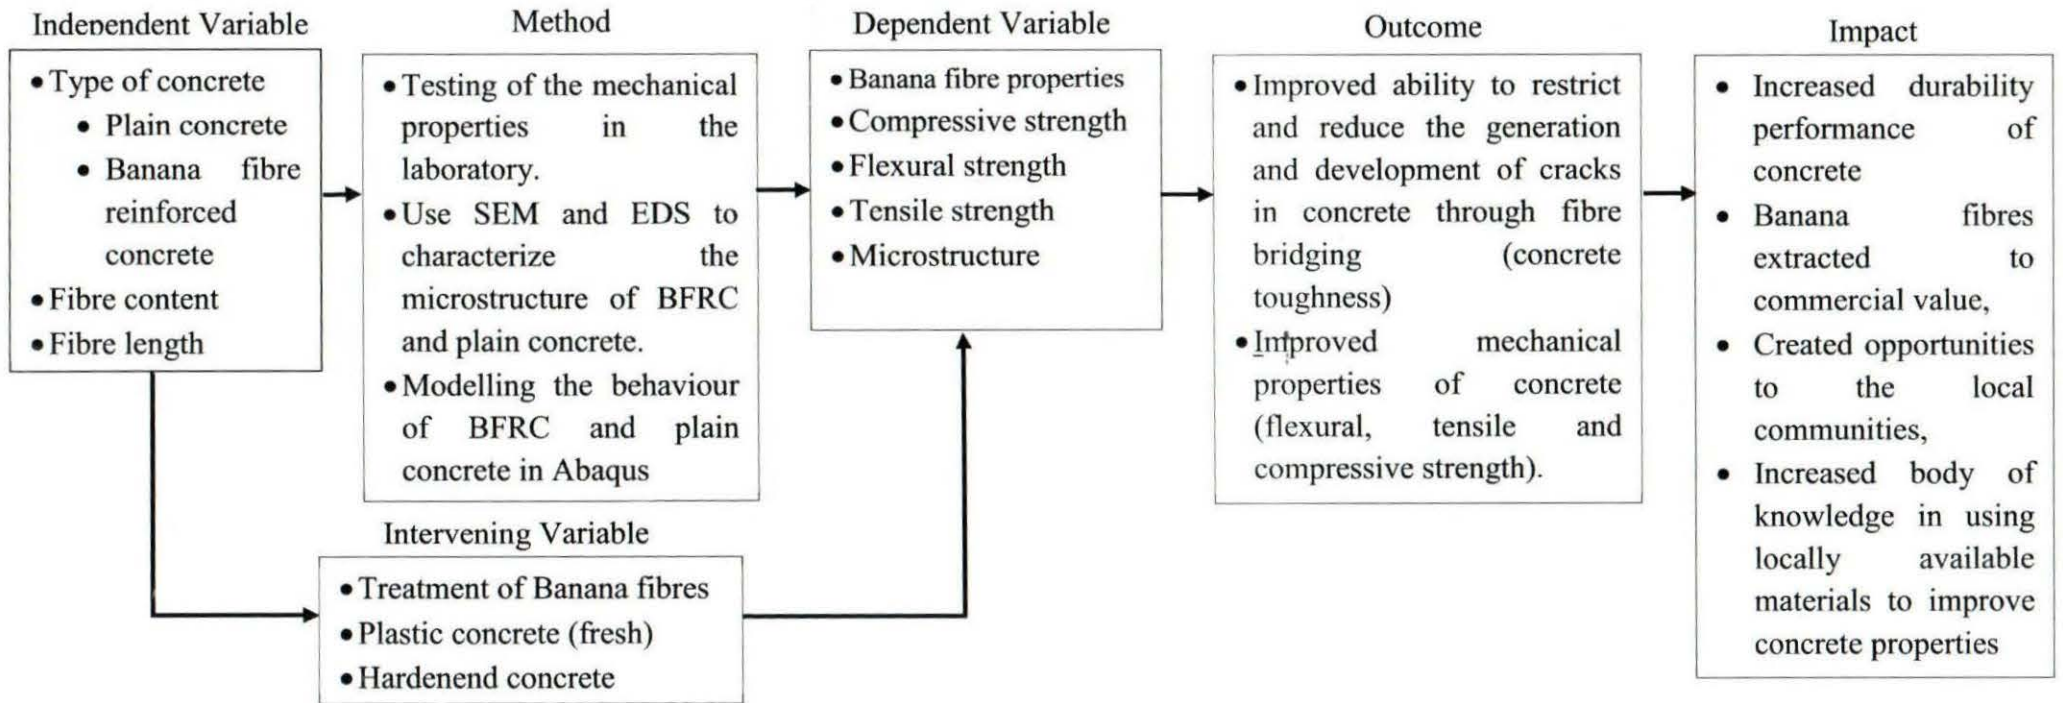 Independent Variable
• Type of concrete
• Plain concrete
• Banana fibre
reinforced
concrete
• Fibre content
• Fibre length
Method
• Testing of the mechanical
properties in the
laboratory.
• Use SEM and EDS to
characterize the
microstructure of BFRC
and plain concrete.
• Modelling the behaviour
of BFRC and plain
concrete in Abaqus
Intervening Variable
• Treatment of Banana fibres
• Plastic concrete (fresh)
• Hardenend concrete
Dependent Variable
• Banana fibre properties
• Compressive strength
• Flexural strength
• Tensile strength
• Microstructure
Outcome
• Improved ability to restrict
and reduce the generation
and development of cracks
in concrete through fibre
bridging (concrete
toughness)
• Improved mechanical
properties of concrete
(flexural, tensile and
compressive strength).
Impact
• Increased durability
performance of
concrete
• Banana fibres
extracted to
commercial value,
• Created opportunities
to the local
communities,
• Increased body of
knowledge in using
locally available
materials to improve
concrete properties